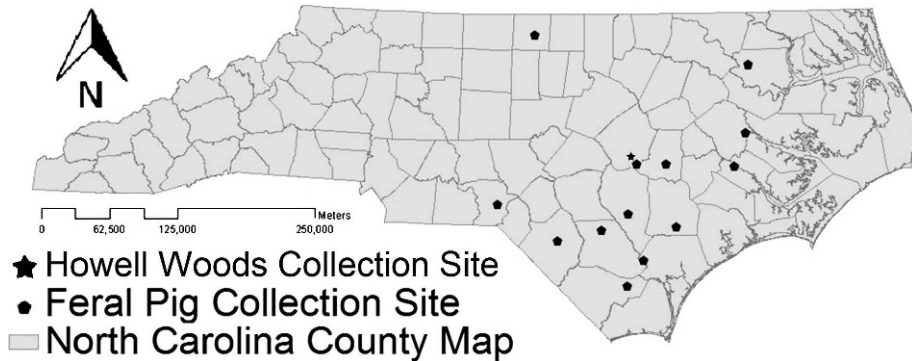 N
Meters
0 62,500 125,000 250,000
Howell Woods Collection Site
Feral Pig Collection Site
North Carolina County Map